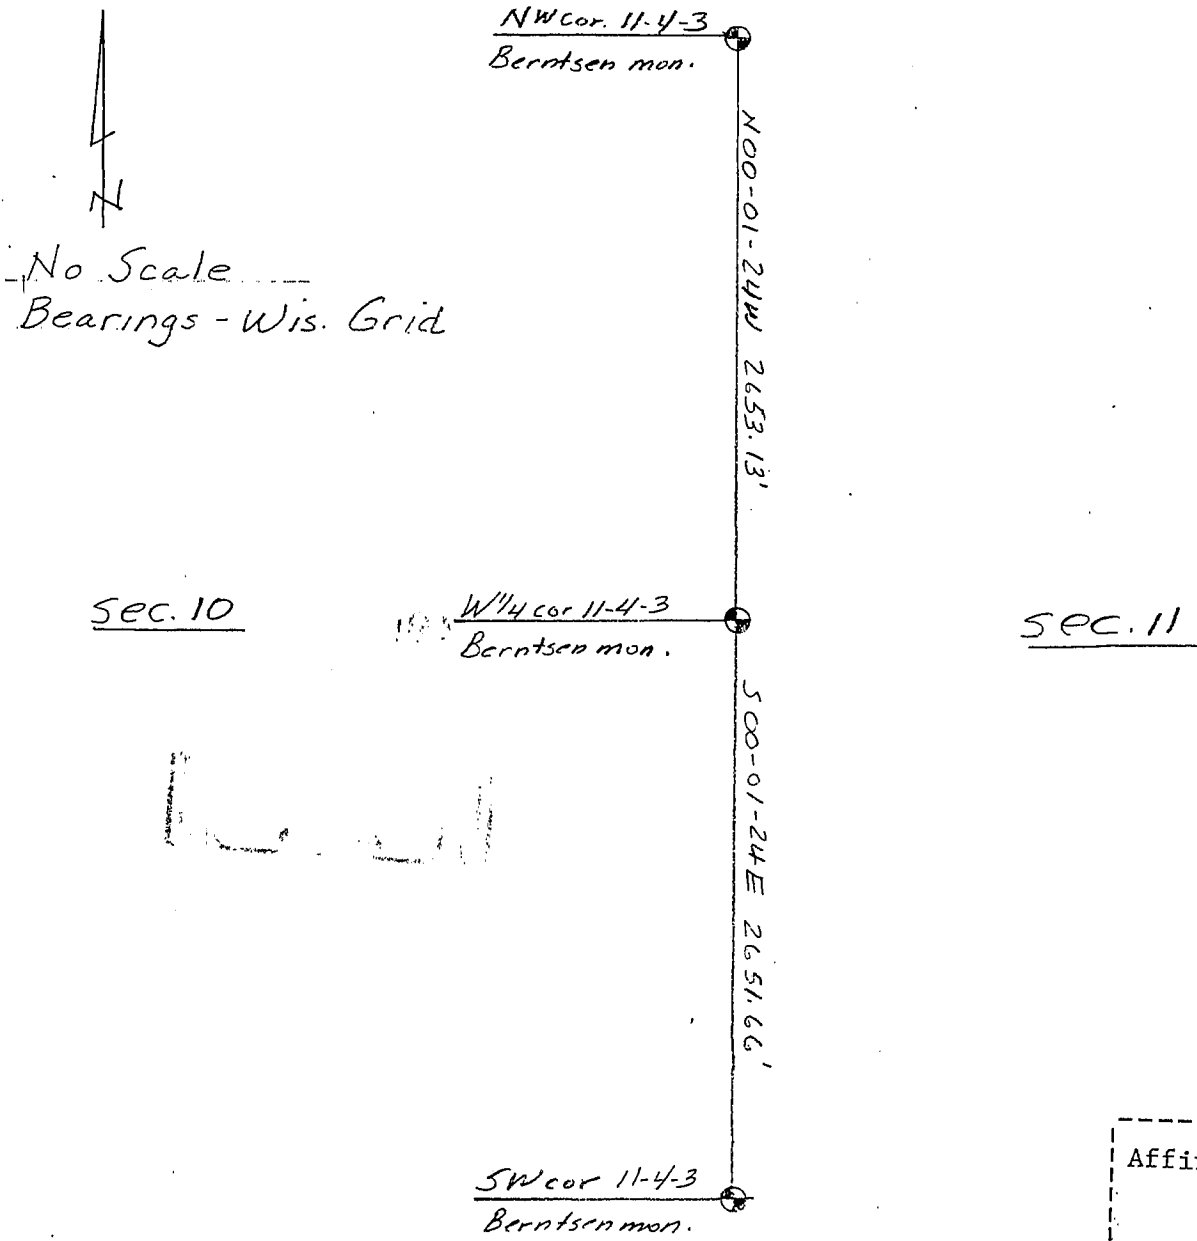 NW cor. 11-4-3
Berntsen mon.
N
No Scale
Bearings - Wis. Grid
N00-01-24W 2653.13'
Sec. 10
W 1/4 cor 11-4-3
Berntsen mon.
Sec. 11
S00-01-24E 2651.66'
SW cor 11-4-3
Berntsen mon.